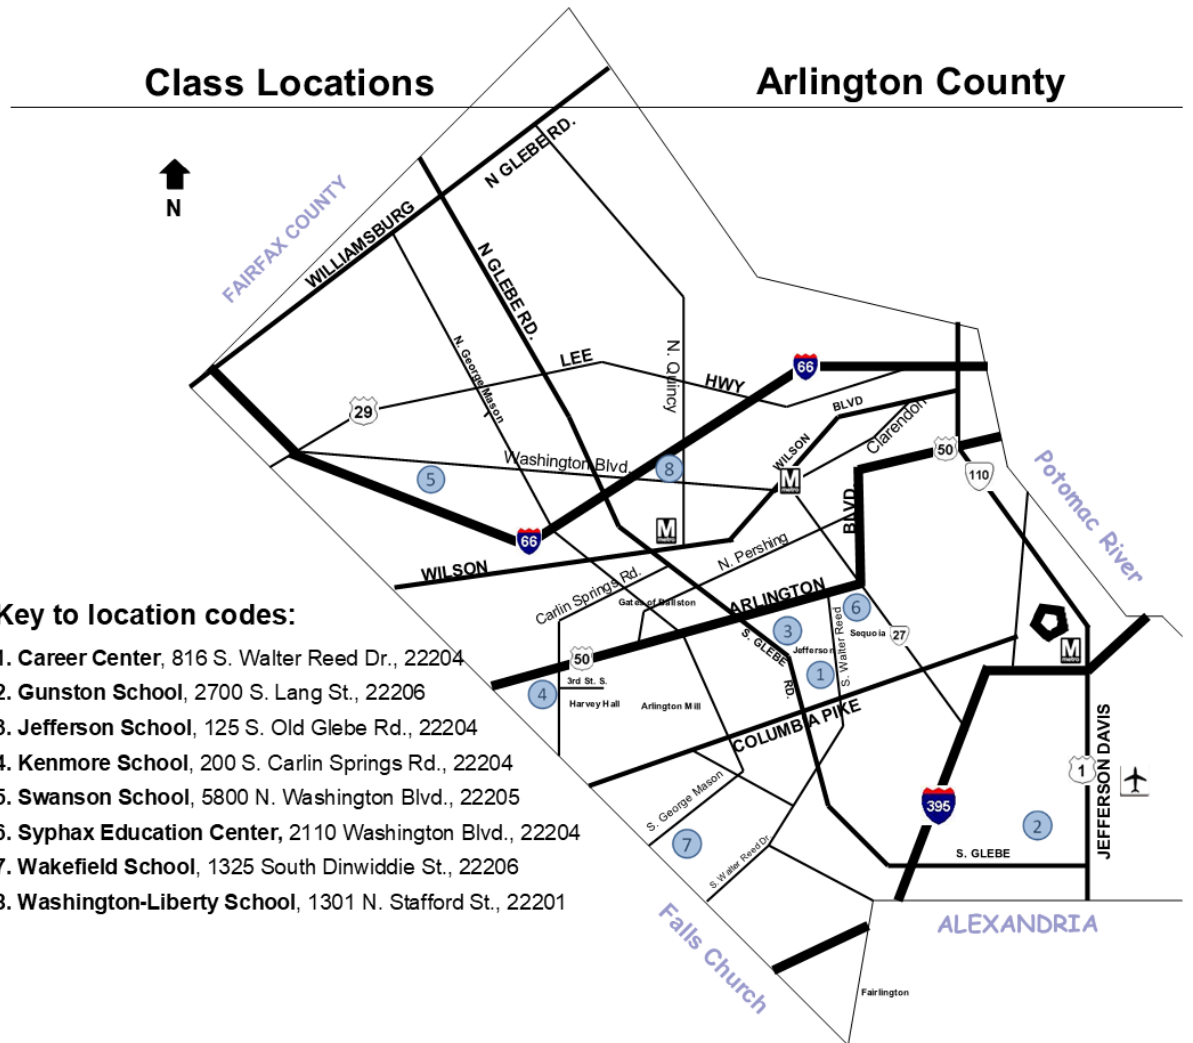 Class Locations
Arlington County
N GLEBE RD.
N
FAIRFAX COUNTY
WILLIAMSBURG
N GLEBE RD.
N. George Mason
LEE
HWY
N. Quincy
66
29
BLVD
Clarendon
WILSON
Washington Blvd.
50
110
5
8
M
metro
Potomac River
BLVD.
M
metro
66
N. Pershing
WILSON
Carlin Springs Rd.
Gates of Ballston
ARLINGTON
6
Sequoia
27
3
Jefferson
S. GLEBE
RD.
S. Walter Reed
1
M
metro
Key to location codes:
1. Career Center, 816 S. Walter Reed Dr., 22204
2. Gunston School, 2700 S. Lang St., 22206
3. Jefferson School, 125 S. Old Glebe Rd., 22204
4. Kenmore School, 200 S. Carlin Springs Rd., 22204
5. Swanson School, 5800 N. Washington Blvd., 22205
6. Syphax Education Center, 2110 Washington Blvd., 22204
7. Wakefield School, 1325 South Dinwiddie St., 22206
8. Washington-Liberty School, 1301 N. Stafford St., 22201
50
3rd St. S.
4
Harvey Hall
Arlington Mill
COLUMBIA PIKE
JEFFERSON DAVIS
1
395
2
S. George Mason
7
S. Walter Reed Dr.
S. GLEBE
ALEXANDRIA
Falls Church
Fairlington